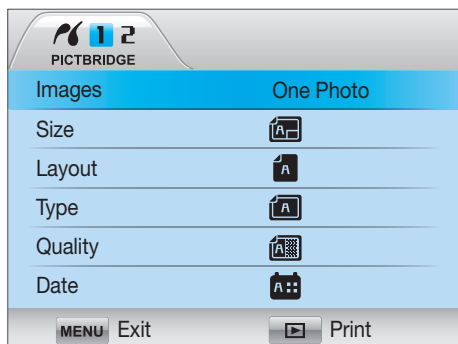 1 2
PICTBRIDGE
Images One Photo
Size A
Layout A
Type A
Quality A
Date A
MENU Exit Print